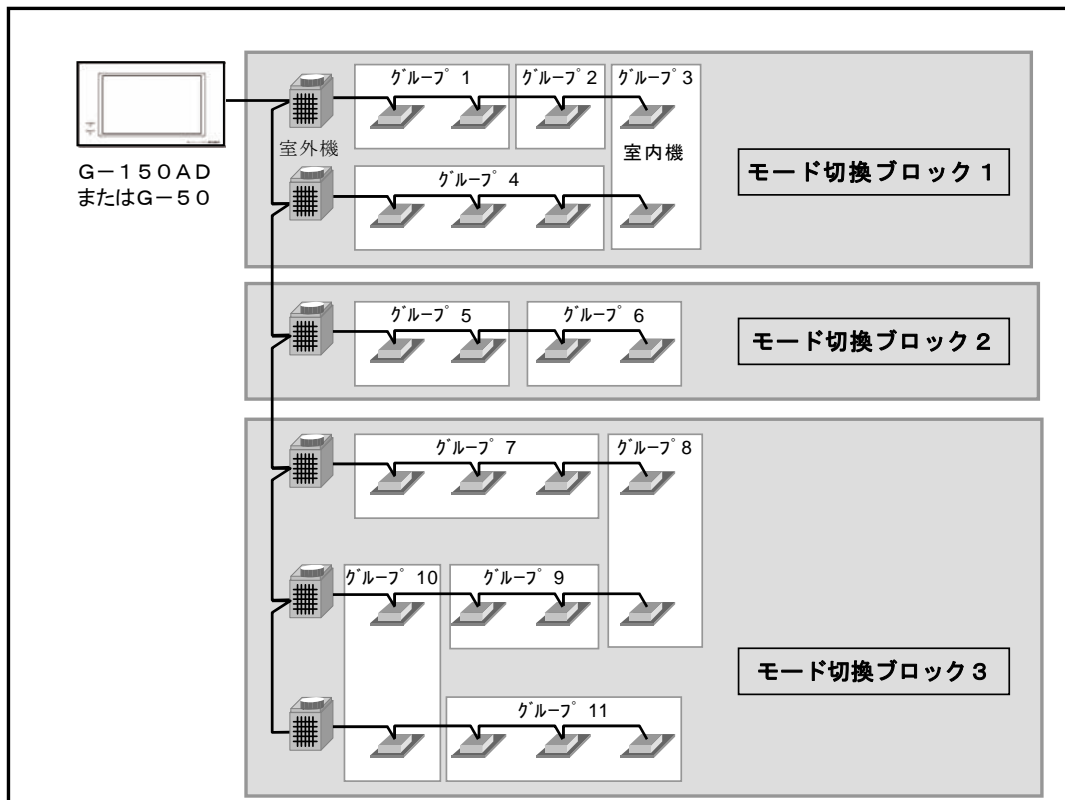 G－150AD
またはG－50
室外機
ｸﾞﾙｰﾌﾟ 1
ｸﾞﾙｰﾌﾟ 2
ｸﾞﾙｰﾌﾟ 3
室内機
ｸﾞﾙｰﾌﾟ 4
モード切換ブロック1
ｸﾞﾙｰﾌﾟ 5
ｸﾞﾙｰﾌﾟ 6
モード切換ブロック2
ｸﾞﾙｰﾌﾟ 7
ｸﾞﾙｰﾌﾟ 8
ｸﾞﾙｰﾌﾟ 10
ｸﾞﾙｰﾌﾟ 9
ｸﾞﾙｰﾌﾟ 11
モード切換ブロック3